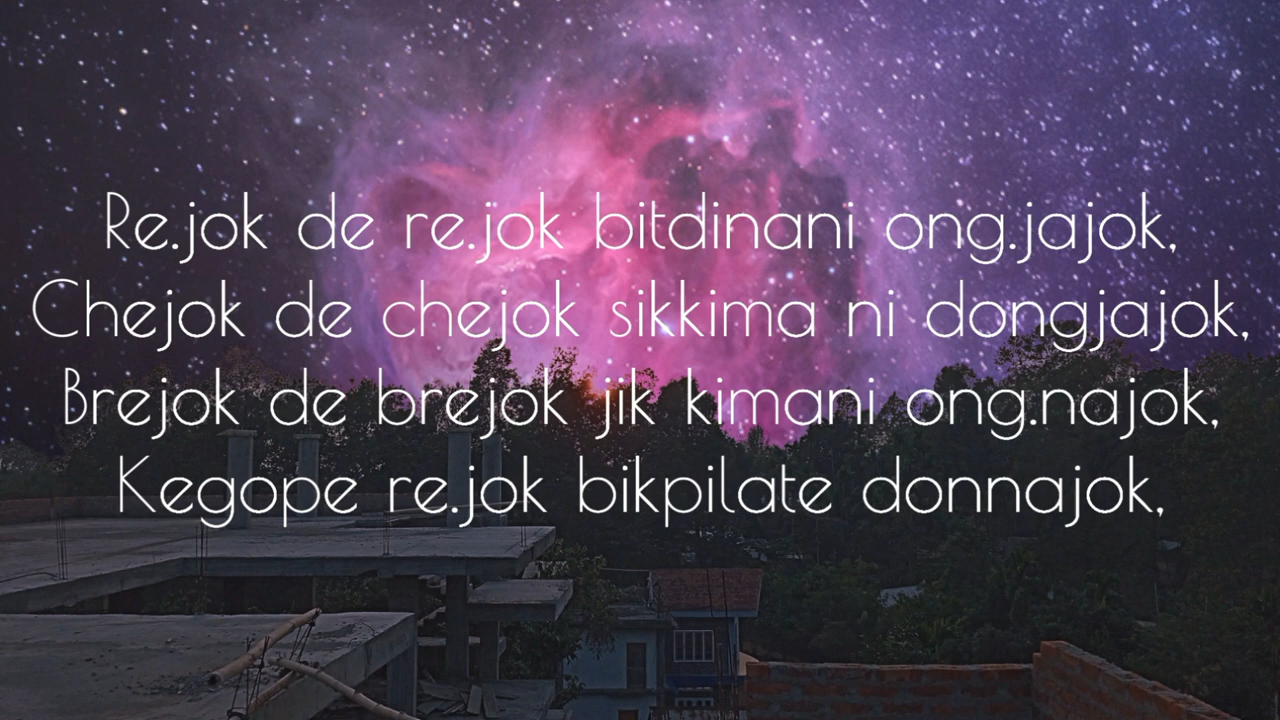 Re.jok de re.jok bitdinani ong.jajok,
Chejok de chejok sikkima ni dongjajok,
Brejok de brejok jik kimani ong.najok,
Kegope re.jok bikpilate donnajok,